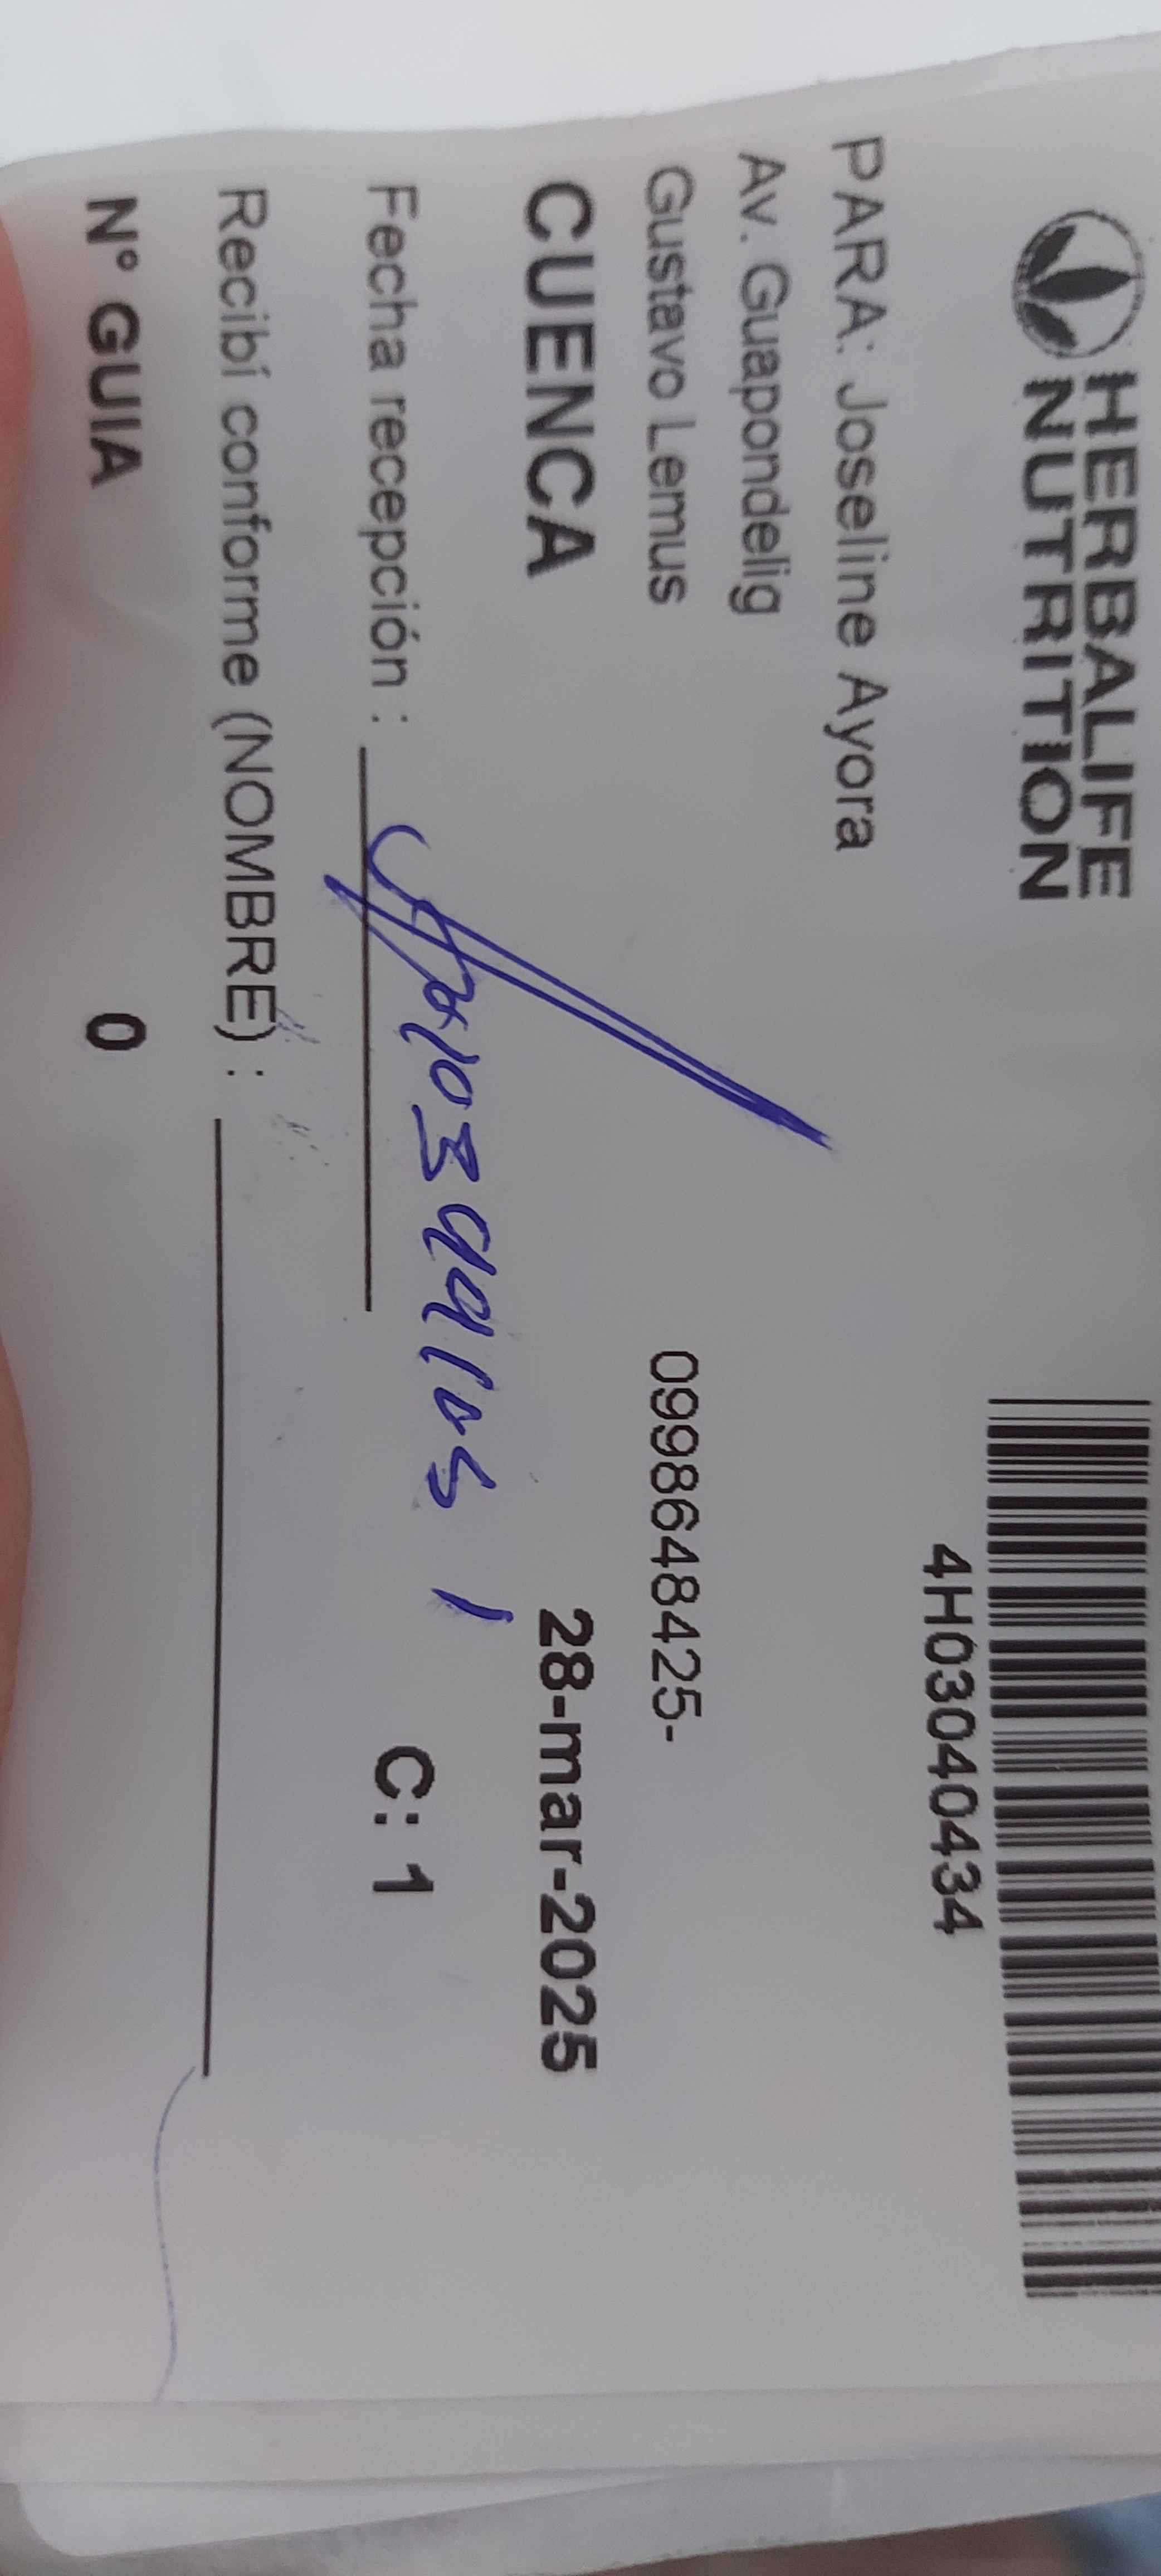 HERBALIFE
NUTRITION
4H03040434
PARA: Joseline Ayora
Av. Guapondelig
Gustavo Lemus
0998648425-
CUENCA
28-mar-2025
Fecha recepción :
C: 1
Recibí conforme (NOMBRE) :
N° GUIA 0